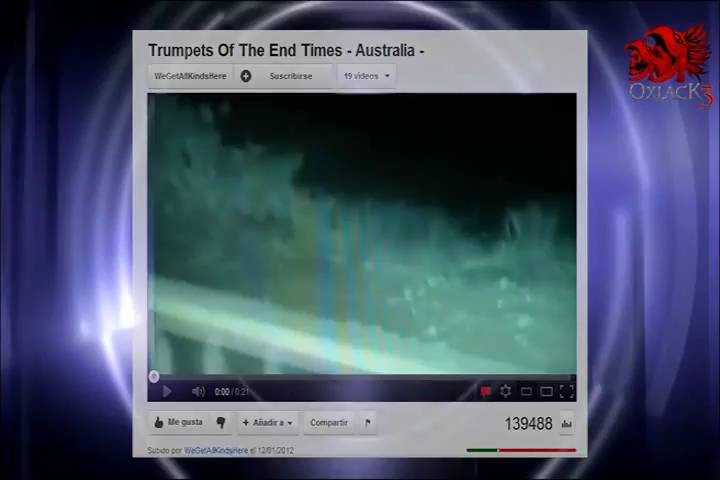 Trumpets Of The End Times - Australia -
WeGetAllKindsHere
Suscribirse
19 vídeos
OxJacK3
0:00 / 0:21
Me gusta
+ Añadir a
Compartir
139488
Subido por WeGetAllKindsHere el 12/01/2012